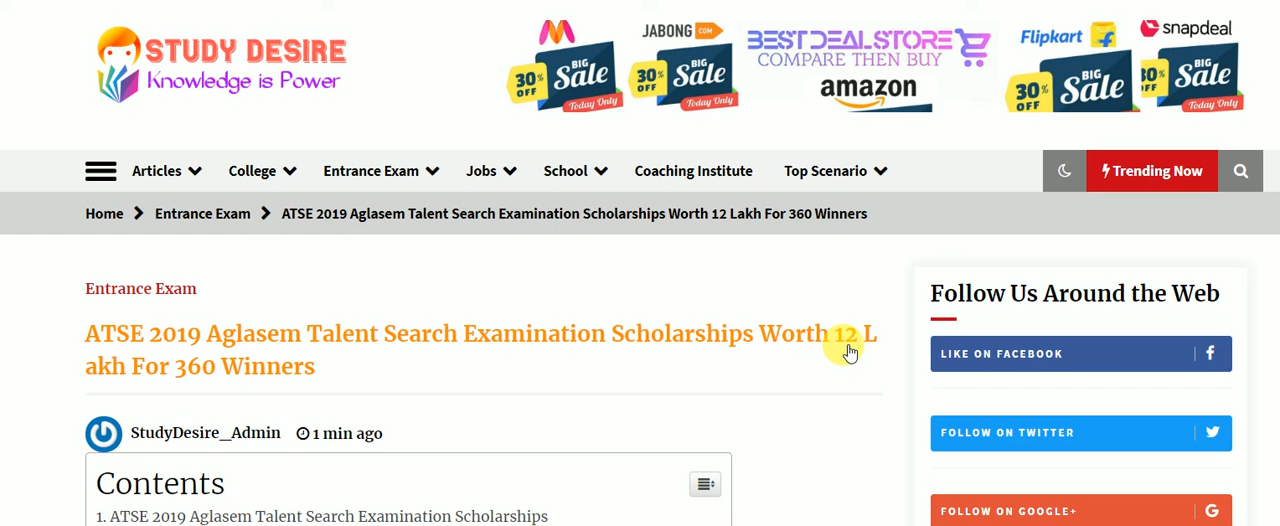 STUDY DESIRE
Knowledge is Power
30% OFF
BIG Sale
Today Only
JABONG COM
30% OFF
BIG Sale
Today Only
BESTDEALSTORE
COMPARE THEN BUY
amazon
Flipkart
30% OFF
BIG Sale
Today Only
snapdeal
30% OFF
BIG Sale
Today Only
Articles College Entrance Exam Jobs School Coaching Institute Top Scenario Trending Now
Home Entrance Exam ATSE 2019 Aglasem Talent Search Examination Scholarships Worth 12 Lakh For 360 Winners
Entrance Exam
ATSE 2019 Aglasem Talent Search Examination Scholarships Worth 12 L
akh For 360 Winners
StudyDesire_Admin 1 min ago
Contents
1. ATSE 2019 Aglasem Talent Search Examination Scholarships
Follow Us Around the Web
LIKE ON FACEBOOK
FOLLOW ON TWITTER
FOLLOW ON GOOGLE+